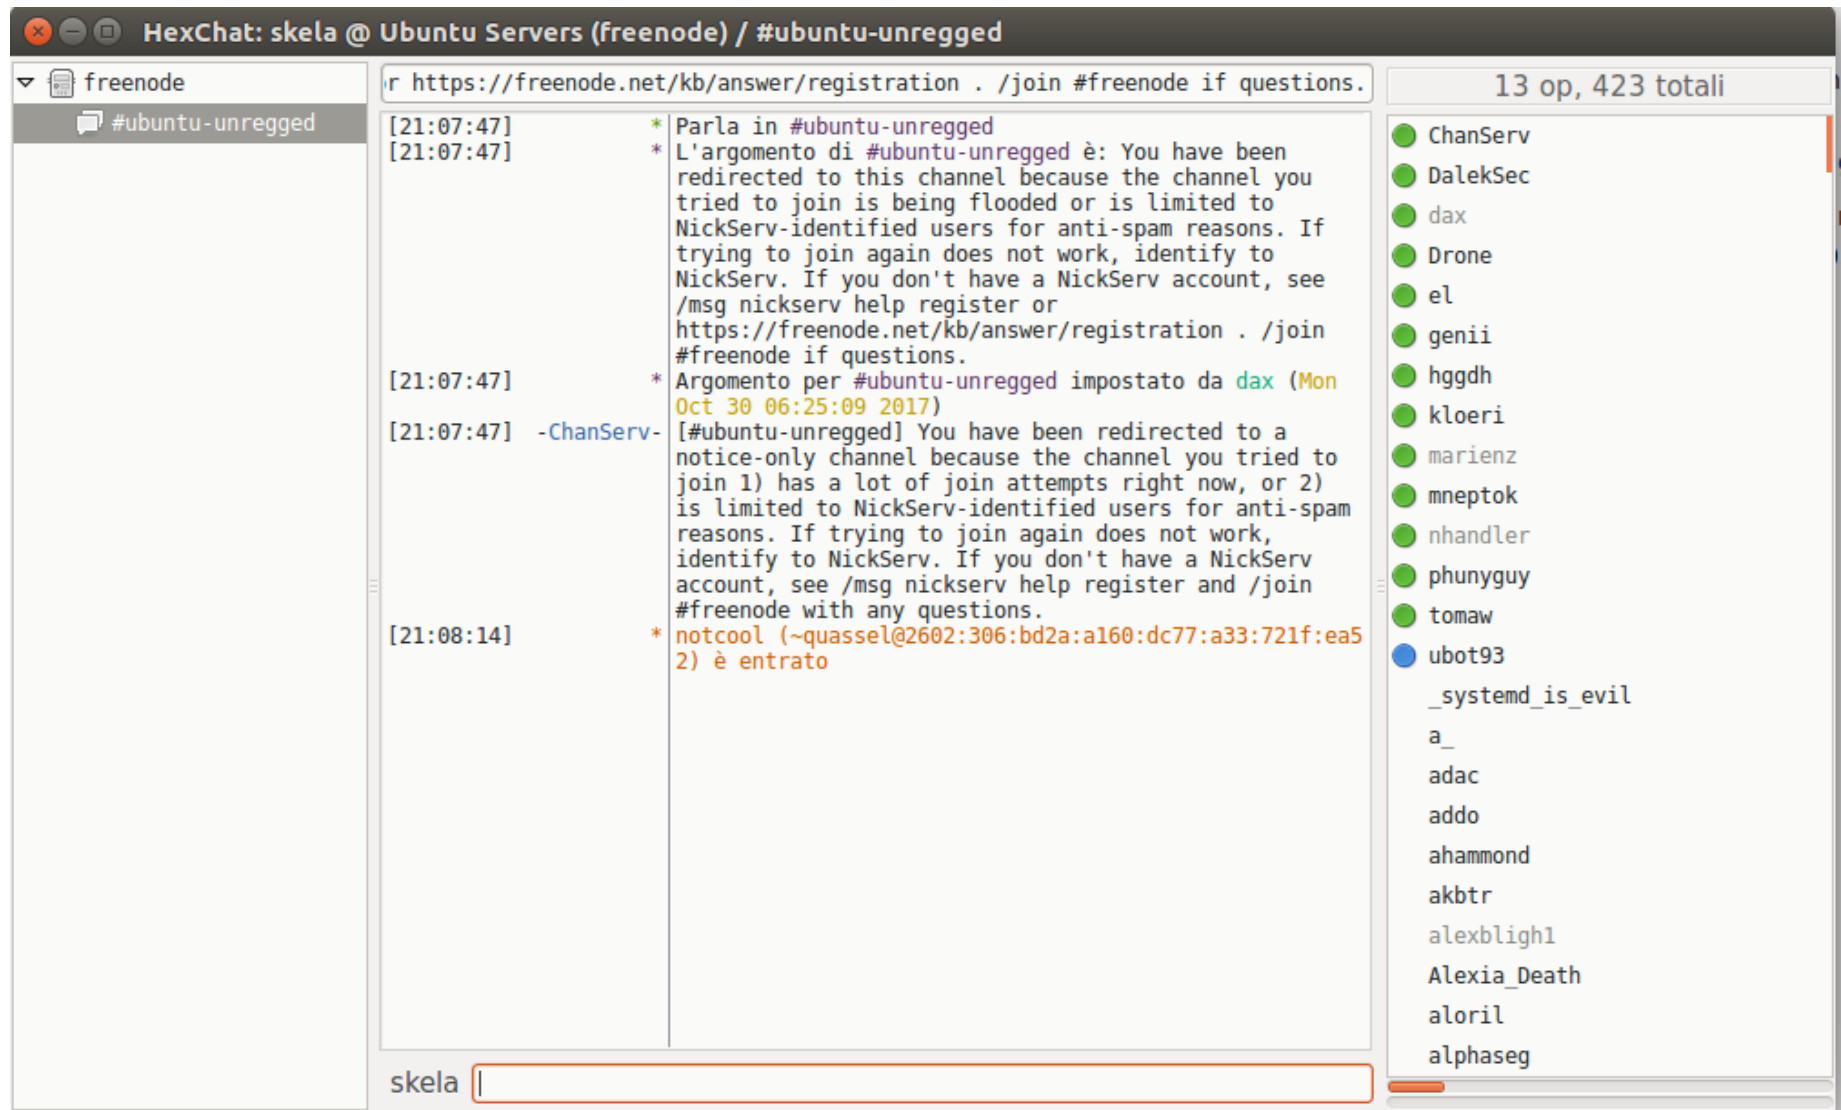 HexChat: skela @ Ubuntu Servers (freenode) / #ubuntu-unregged
freenode
#ubuntu-unregged
r https://freenode.net/kb/answer/registration . /join #freenode if questions.
[21:07:47] * Parla in #ubuntu-unregged
[21:07:47] * L'argomento di #ubuntu-unregged è: You have been
redirected to this channel because the channel you
tried to join is being flooded or is limited to
NickServ-identified users for anti-spam reasons. If
trying to join again does not work, identify to
NickServ. If you don't have a NickServ account, see
/msg nickserv help register or
https://freenode.net/kb/answer/registration . /join
#freenode if questions.
[21:07:47] * Argomento per #ubuntu-unregged impostato da dax (Mon
Oct 30 06:25:09 2017)
[21:07:47] -ChanServ- [#ubuntu-unregged] You have been redirected to a
notice-only channel because the channel you tried to
join 1) has a lot of join attempts right now, or 2)
is limited to NickServ-identified users for anti-spam
reasons. If trying to join again does not work,
identify to NickServ. If you don't have a NickServ
account, see /msg nickserv help register and /join
#freenode with any questions.
[21:08:14] * notcool (~quassel@2602:306:bd2a:a160:dc77:a33:721f:ea5
2) è entrato
skela
13 op, 423 totali
ChanServ
DalekSec
dax
Drone
el
genii
hggdh
kloeri
marienz
mneptok
nhandler
phunyguy
tomaw
ubot93
_systemd_is_evil
a_
adac
addo
ahammond
akbtr
alexbligh1
Alexia_Death
aloril
alphaseg